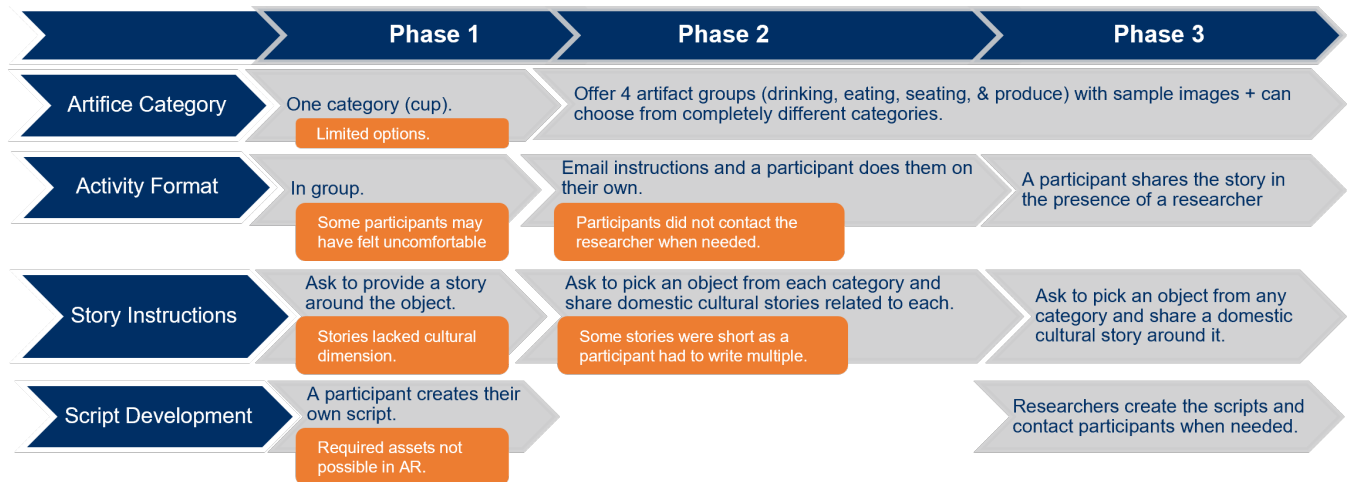 Phase 1
Phase 2
Phase 3
Artifice Category
One category (cup).
Limited options.
Offer 4 artifact groups (drinking, eating, seating, & produce) with sample images + can
choose from completely different categories.
Activity Format
In group.
Some participants may
have felt uncomfortable
Email instructions and a participant does them on
their own.
Participants did not contact the
researcher when needed.
A participant shares the story in
the presence of a researcher
Story Instructions
Ask to provide a story
around the object.
Stories lacked cultural
dimension.
Ask to pick an object from each category and
share domestic cultural stories related to each.
Some stories were short as a
participant had to write multiple.
Ask to pick an object from any
category and share a domestic
cultural story around it.
Script Development
A participant creates their
own script.
Required assets not
possible in AR.
Researchers create the scripts and
contact participants when needed.